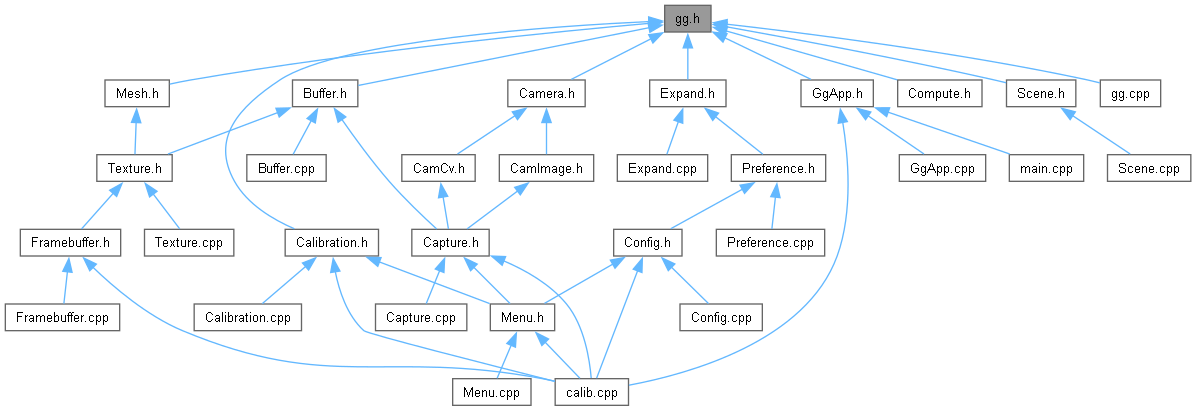 gg.h
Mesh.h
Buffer.h
Camera.h
Expand.h
GgApp.h
Compute.h
Scene.h
gg.cpp
Texture.h
Buffer.cpp
CamCv.h
CamImage.h
Expand.cpp
Preference.h
GgApp.cpp
main.cpp
Scene.cpp
Framebuffer.h
Texture.cpp
Calibration.h
Capture.h
Config.h
Preference.cpp
Framebuffer.cpp
Calibration.cpp
Capture.cpp
Menu.h
Config.cpp
Menu.cpp
calib.cpp